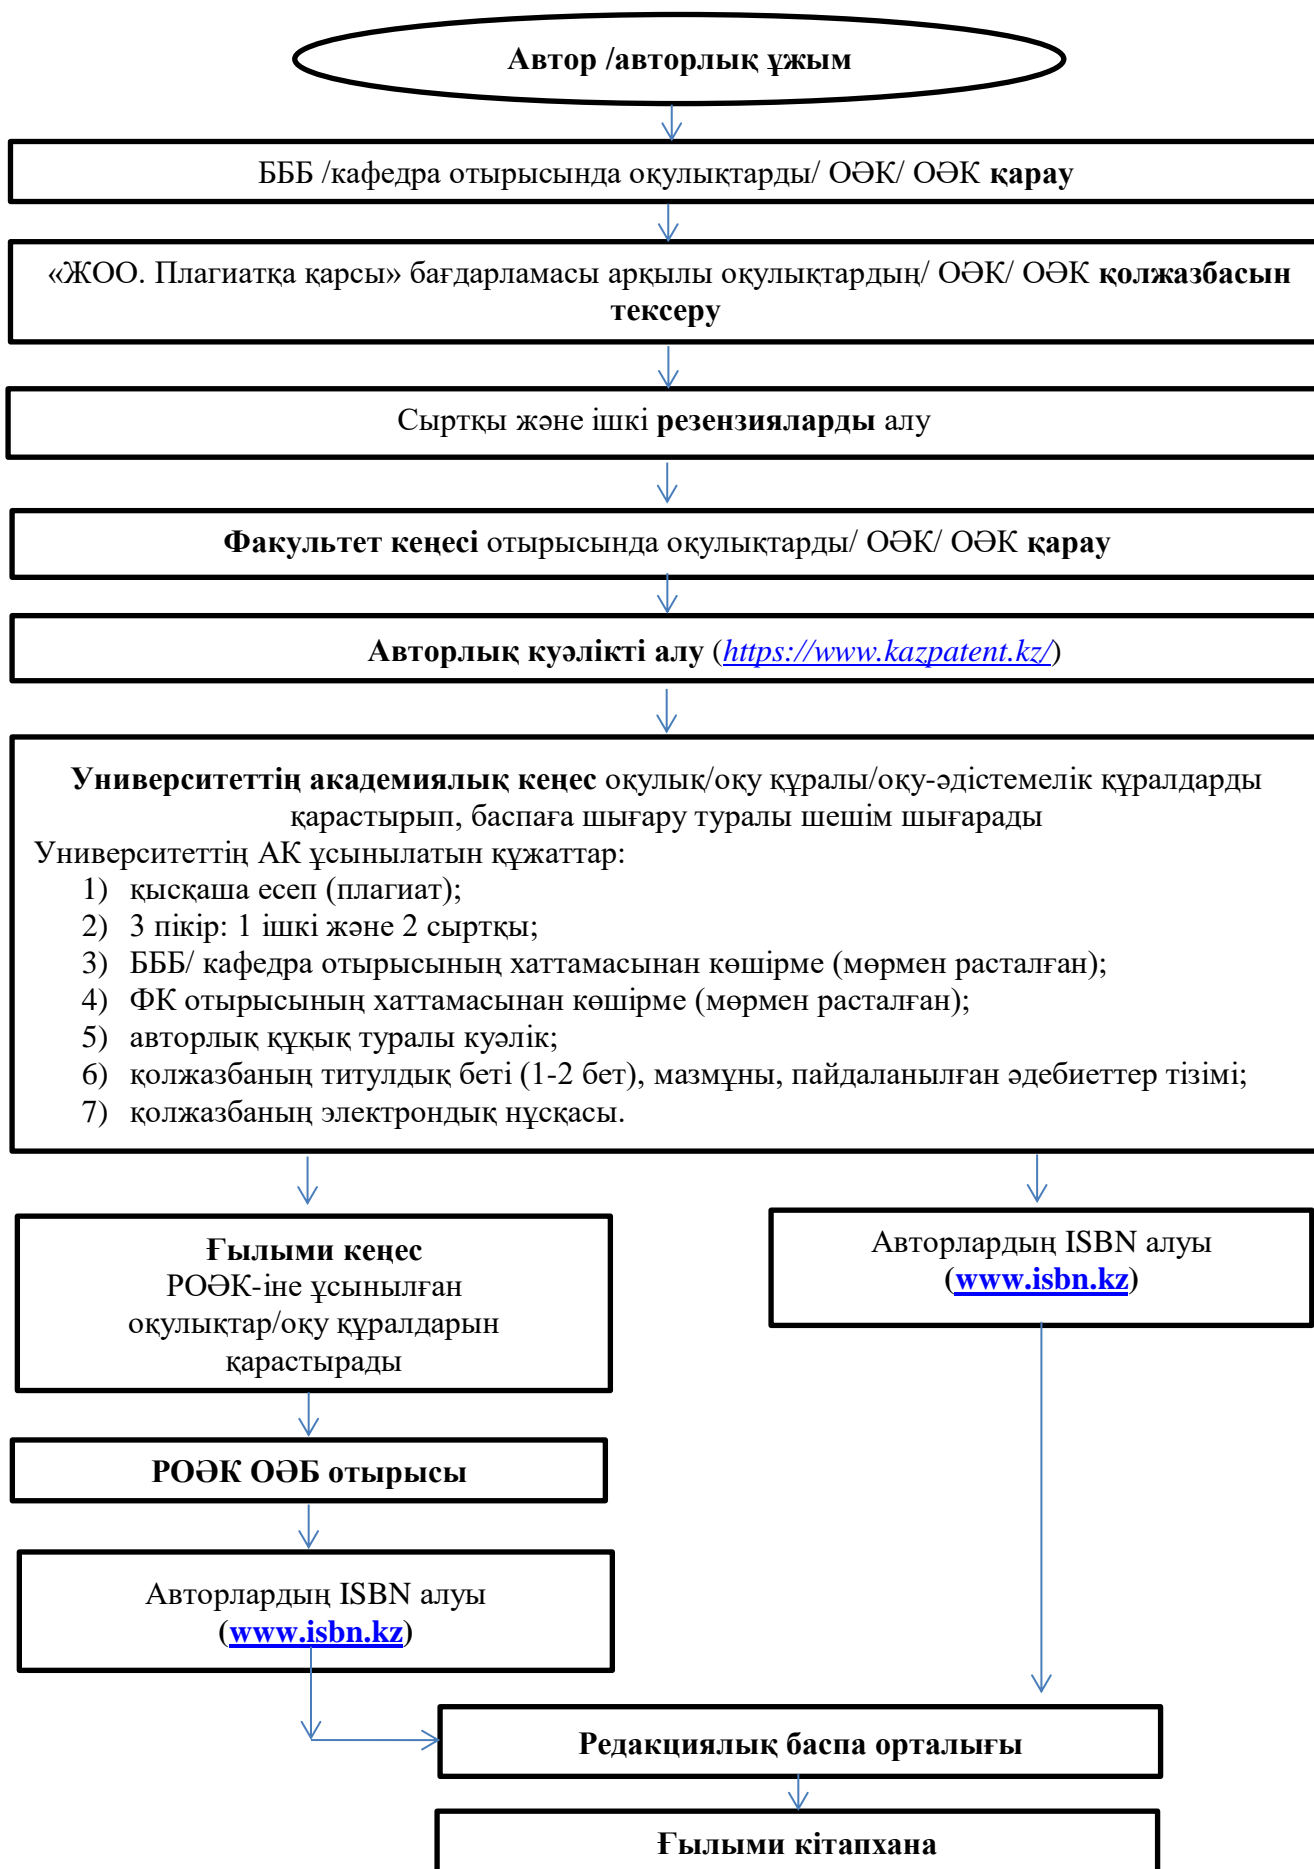 Автор /авторлық ұжым
БББ /кафедра отырысында оқулықтарды/ ОӘК/ ОӘК қарау
«ЖОО. Плагиатқа қарсы» бағдарламасы арқылы оқулықтардың/ ОӘК/ ОӘК қолжазбасын
тексеру
Сыртқы және ішкі резензияларды алу
Факультет кеңесі отырысында оқулықтарды/ ОӘК/ ОӘК қарау
Авторлық куәлікті алу (https://www.kazpatent.kz/)
Университеттің академиялық кеңес оқулық/оқу құралы/оқу-әдістемелік құралдарды
қарастырып, баспаға шығару туралы шешім шығарады
Университеттің АК ұсынылатын құжаттар:
1) қысқаша есеп (плагиат);
2) 3 пікір: 1 ішкі және 2 сыртқы;
3) БББ/ кафедра отырысының хаттамасынан көшірме (мөрмен расталған);
4) ФК отырысының хаттамасынан көшірме (мөрмен расталған);
5) авторлық құқық туралы куәлік;
6) қолжазбаның титулдық беті (1-2 бет), мазмұны, пайдаланылған әдебиеттер тізімі;
7) қолжазбаның электрондық нұсқасы.
Ғылыми кеңес
РОӘК-іне ұсынылған
оқулықтар/оқу құралдарын
қарастырады
Авторлардың ISBN алуы
(www.isbn.kz)
РОӘК ОӘБ отырысы
Авторлардың ISBN алуы
(www.isbn.kz)
Редакциялық баспа орталығы
Ғылыми кітапхана